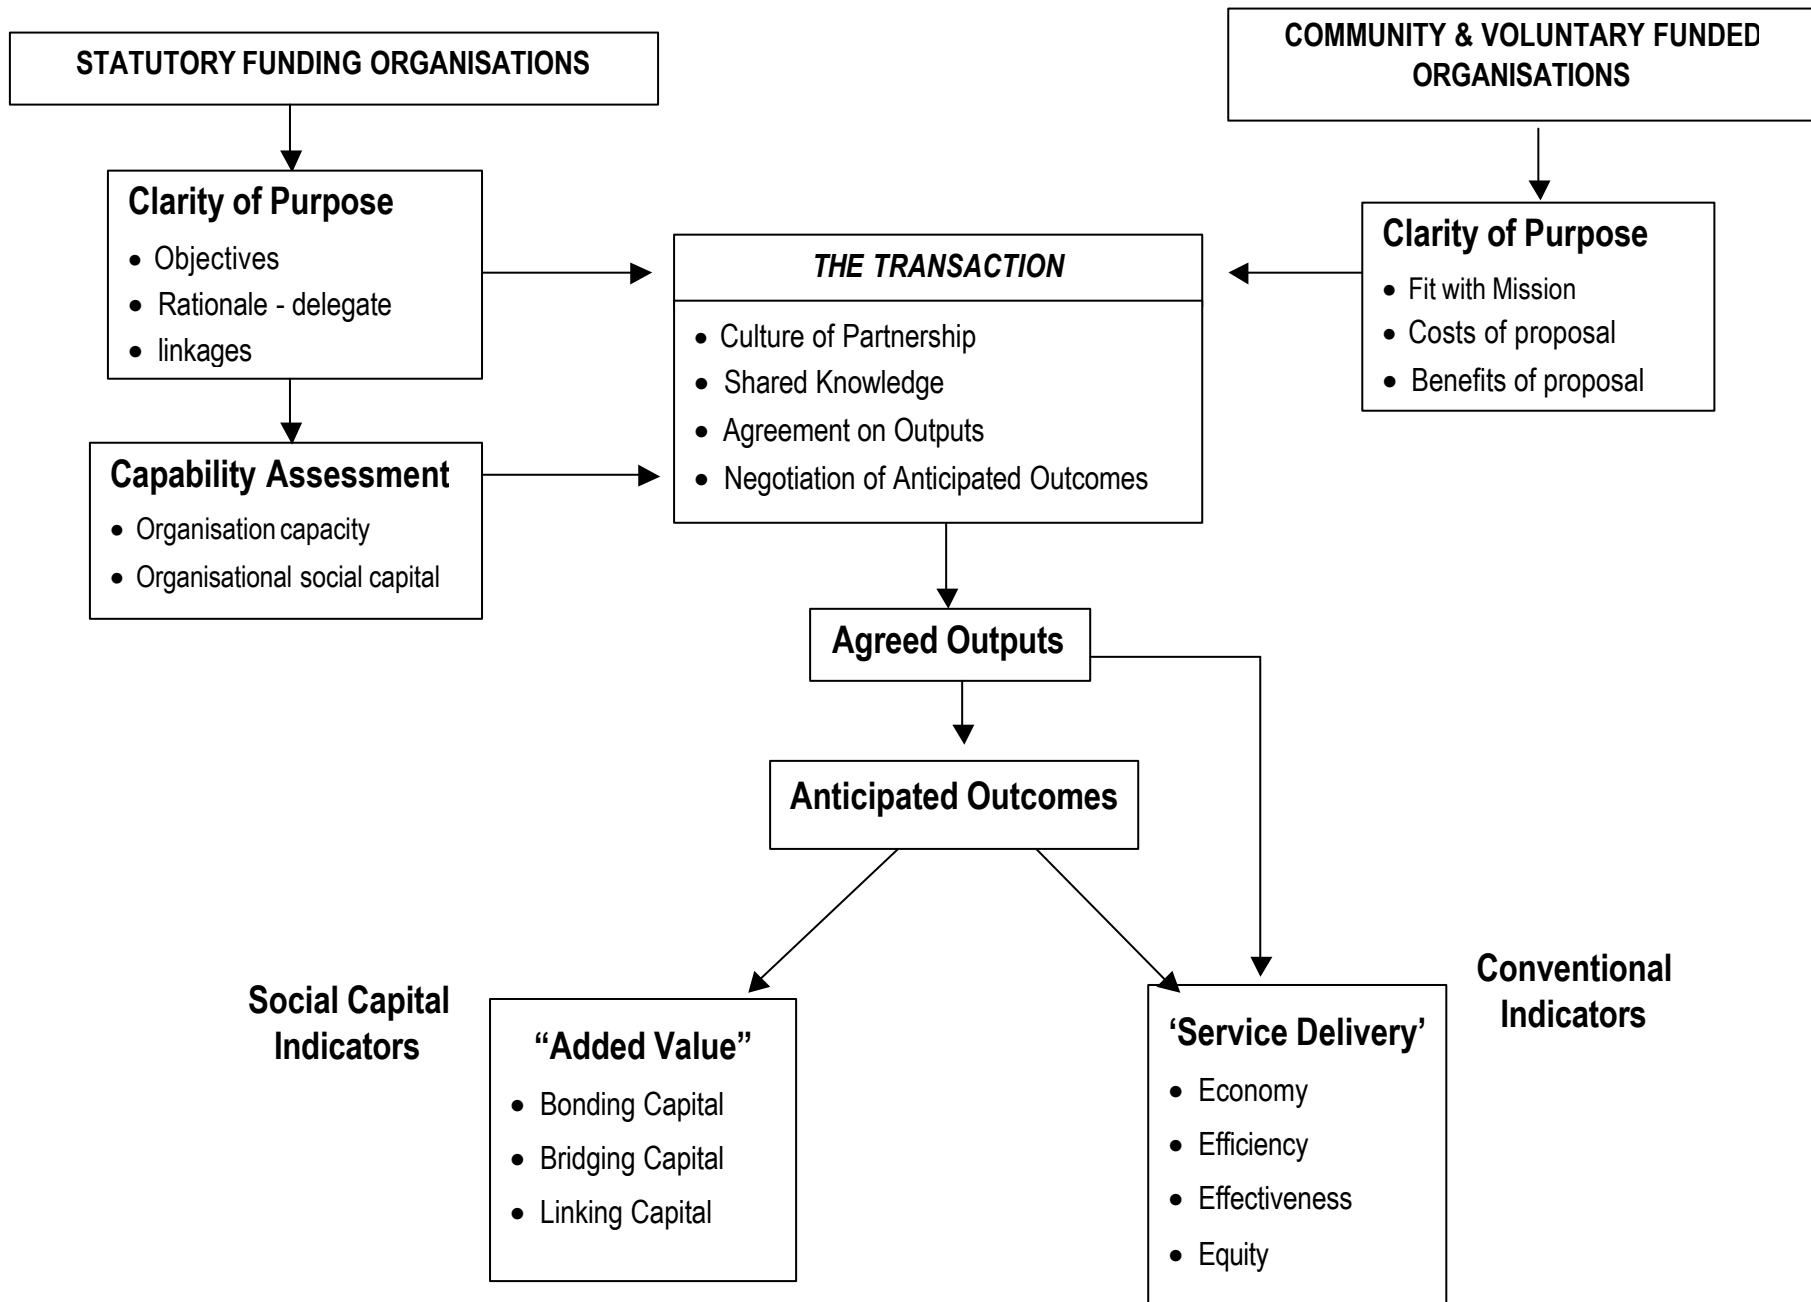 STATUTORY FUNDING ORGANISATIONS
COMMUNITY & VOLUNTARY FUNDED
ORGANISATIONS
Clarity of Purpose
• Objectives
• Rationale - delegate
• linkages
THE TRANSACTION
• Culture of Partnership
• Shared Knowledge
• Agreement on Outputs
• Negotiation of Anticipated Outcomes
Clarity of Purpose
• Fit with Mission
• Costs of proposal
• Benefits of proposal
Capability Assessment
• Organisation capacity
• Organisational social capital
Agreed Outputs
Anticipated Outcomes
Social Capital
Indicators
“Added Value”
• Bonding Capital
• Bridging Capital
• Linking Capital
‘Service Delivery’
• Economy
• Efficiency
• Effectiveness
• Equity
Conventional
Indicators